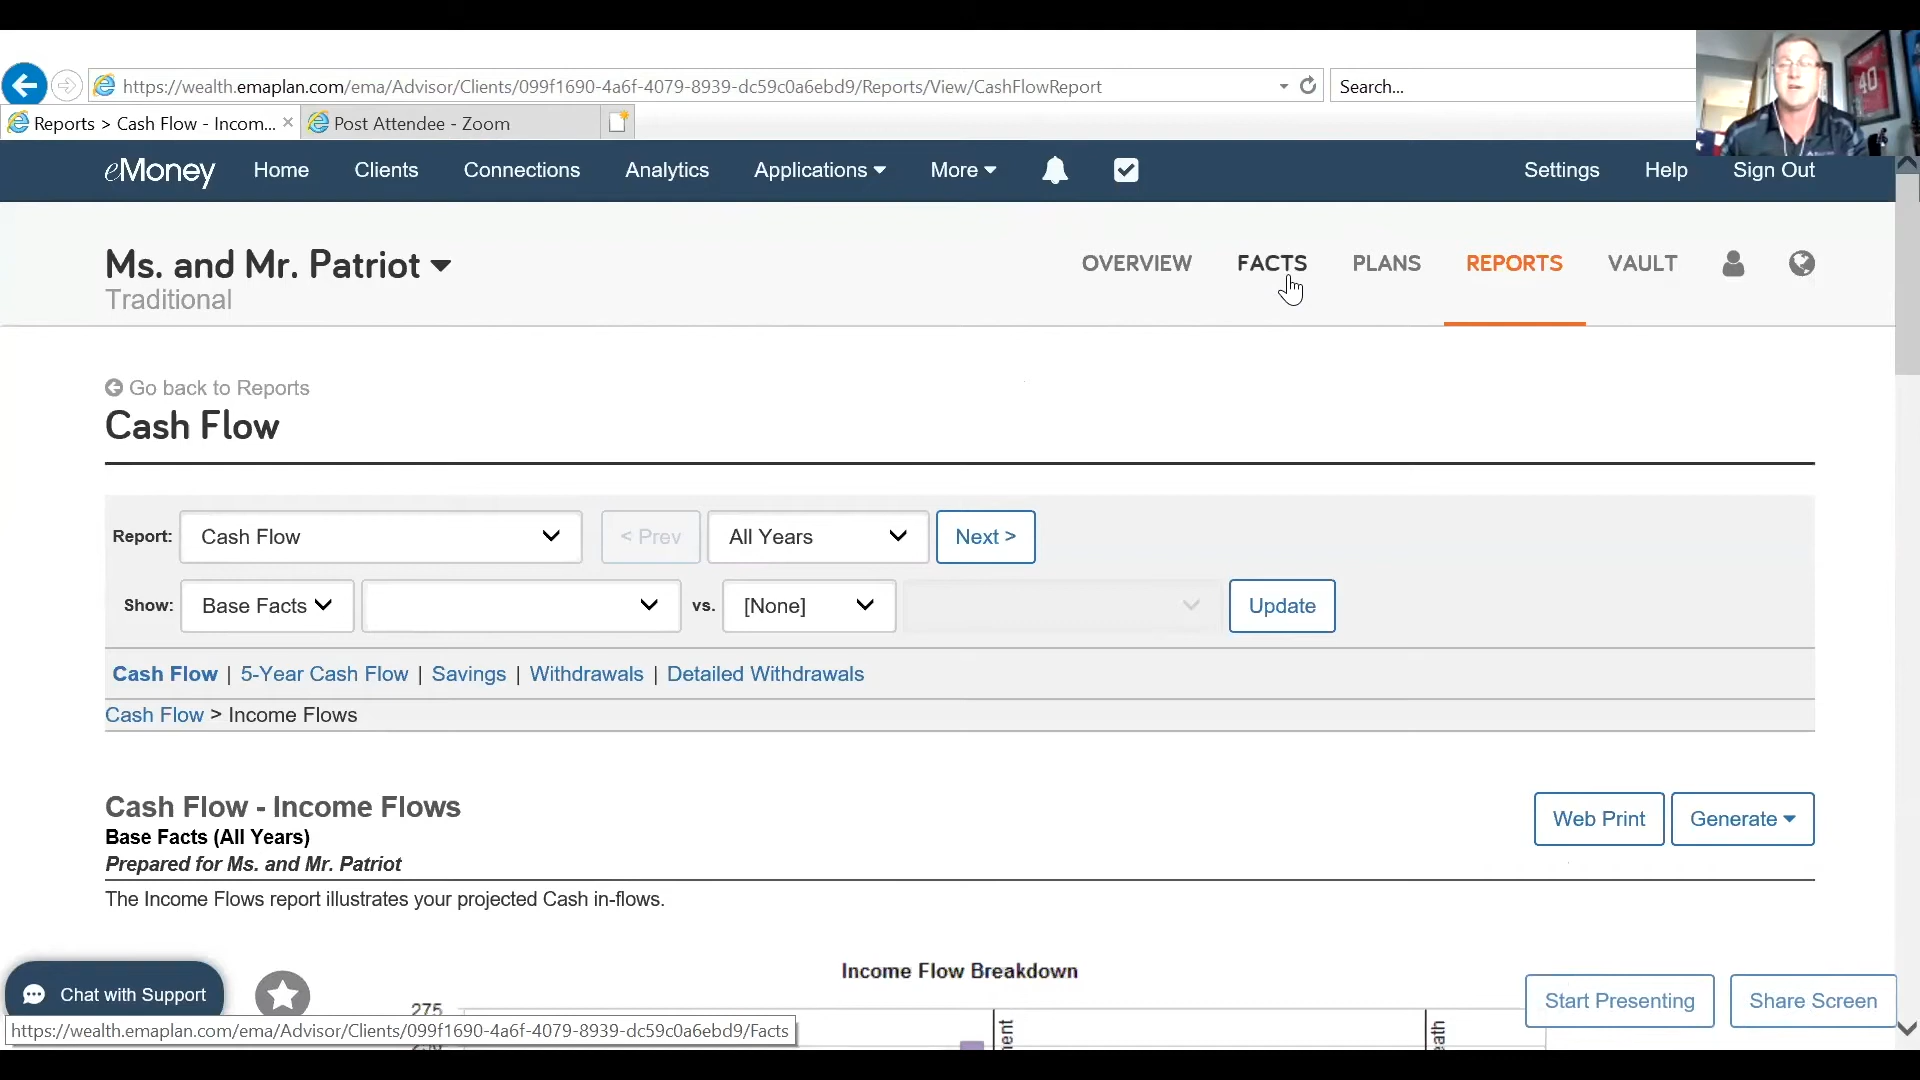 https://wealth.emaplan.com/ema/Advisor/Clients/099f1690-4a6f-4079-8939-dc59c0a6ebd9/Reports/View/CashFlowReport
Search...
40
Reports > Cash Flow - Incom...
Post Attendee - Zoom
eMoney
Home
Clients
Connections
Analytics
Applications
More
Settings
Help
Sign Out
Ms. and Mr. Patriot
Traditional
OVERVIEW
FACTS
PLANS
REPORTS
VAULT
Go back to Reports
Cash Flow
Report:
Cash Flow
< Prev
All Years
Next >
Show:
Base Facts
vs.
[None]
Update
Cash Flow | 5-Year Cash Flow | Savings | Withdrawals | Detailed Withdrawals
Cash Flow > Income Flows
Cash Flow - Income Flows
Base Facts (All Years)
Prepared for Ms. and Mr. Patriot
Web Print
Generate
The Income Flows report illustrates your projected Cash in-flows.
Income Flow Breakdown
275
Chat with Support
Start Presenting
Share Screen
https://wealth.emaplan.com/ema/Advisor/Clients/099f1690-4a6f-4079-8939-dc59c0a6ebd9/Facts